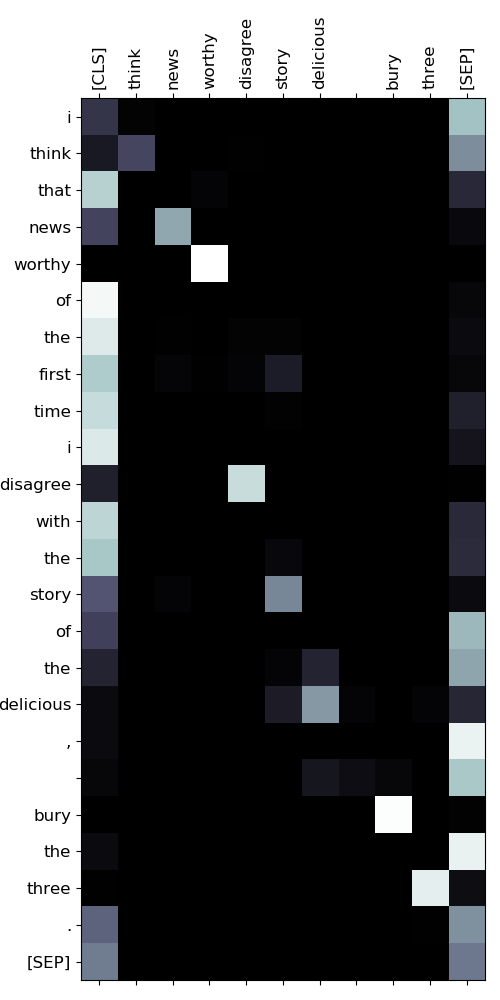 [CLS] think news worthy disagree story delicious bury three [SEP]
i
think
that
news
worthy
of
the
first
time
i
disagree
with
the
story
of
the
delicious
,
bury
the
three
.
[SEP]